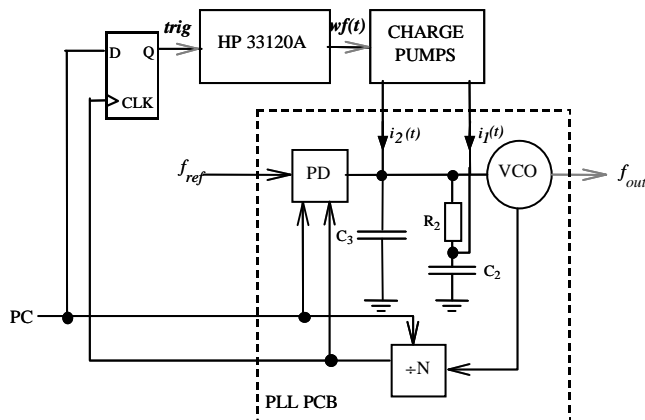 trig
wf(t)
D Q
CLK
HP 33120A
CHARGE
PUMPS
i2(t)
i1(t)
fref
PD
VCO
fout
R2
C3
C2
PC
÷N
PLL PCB